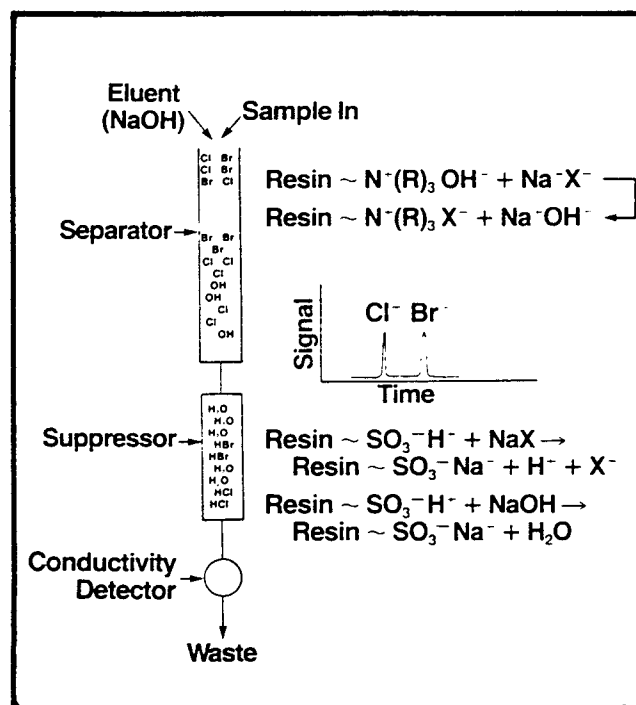 Eluent
(NaOH)
Sample In
Cl Br
Cl Br
Br Cl
Resin ~ N⁺(R)₃ OH⁻ + Na⁻X⁻
Resin ~ N⁺(R)₃ X⁻ + Na⁻OH⁻
Separator
Br Br
Br
Cl Cl
Cl
OH
OH
Cl
Cl
OH
Signal
Cl⁻ Br⁻
Time
Suppressor
H₂O
H₂O
H₂O
HBr
HBr
H₂O
H₂O
HCl
HCl
Resin ~ SO₃⁻H⁺ + NaX →
Resin ~ SO₃⁻Na⁻ + H⁺ + X⁻
Resin ~ SO₃⁻H⁺ + NaOH →
Resin ~ SO₃⁻Na⁻ + H₂O
Conductivity
Detector
Waste